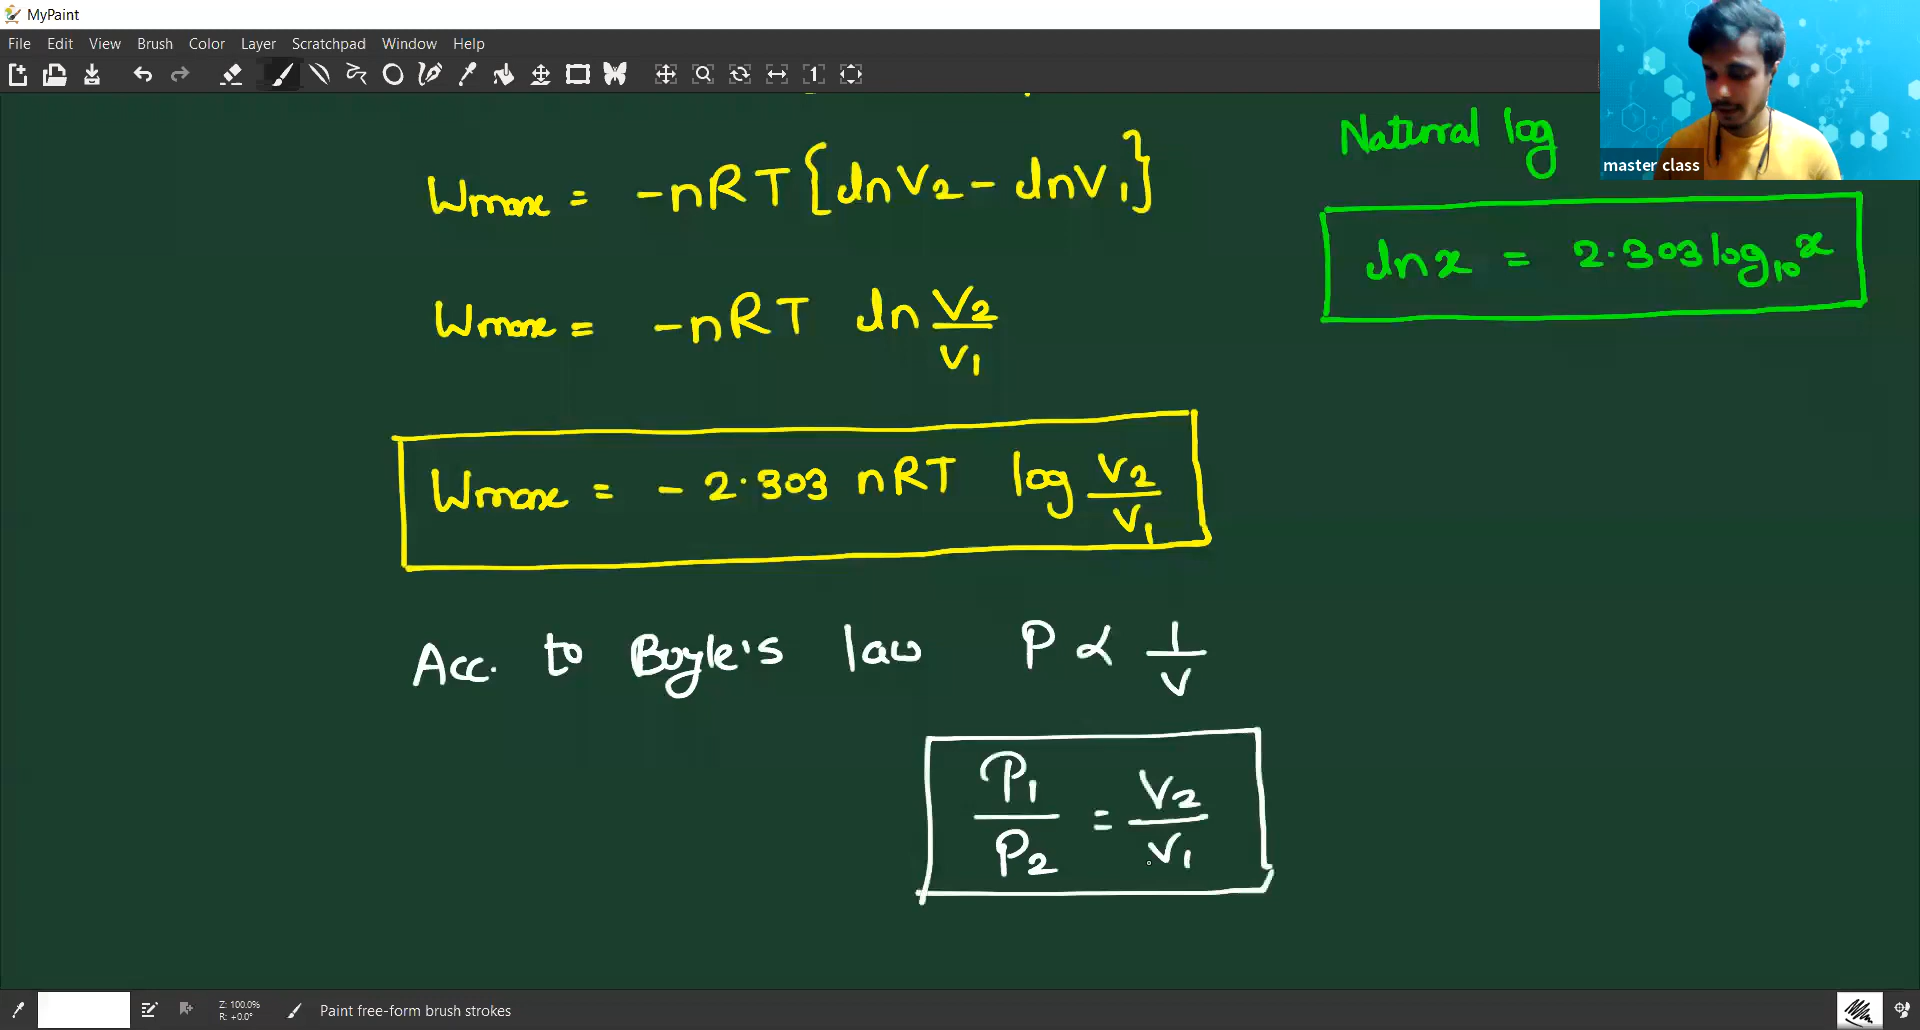 MyPaint
File Edit View Brush Color Layer Scratchpad Window Help
master class
Natural log
ln x = 2.303 log₁₀ x
Wmax = -nRT [lnV₂ - lnV₁]
Wmax = -nRT ln V₂/V₁
Wmax = - 2.303 nRT log V₂/V₁
Acc. to Boyle's law P ∝ 1/V
P₁/P₂ = V₂/V₁
Z: 100.0%
R: +0.0°
Paint free-form brush strokes